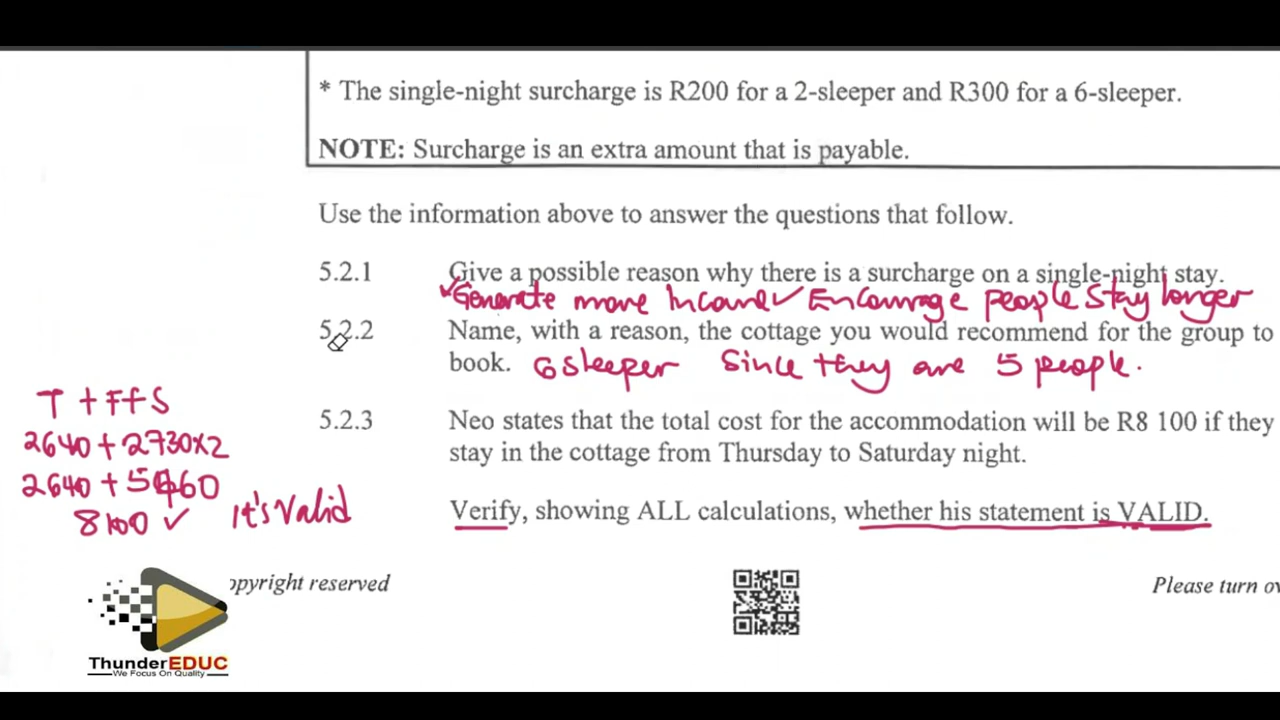 * The single-night surcharge is R200 for a 2-sleeper and R300 for a 6-sleeper.
NOTE: Surcharge is an extra amount that is payable.
Use the information above to answer the questions that follow.
5.2.1 Give a possible reason why there is a surcharge on a single-night stay.
✓Generate more Income✓ Encourage people stay longer
5.2.2 Name, with a reason, the cottage you would recommend for the group to
book. 6 sleeper Since they are 5 people.
T + F + S
5.2.3 Neo states that the total cost for the accommodation will be R8 100 if they
2640 + 2730 x 2
stay in the cottage from Thursday to Saturday night.
2640 + 5460
8100 ✓ It's Valid
Verify, showing ALL calculations, whether his statement is VALID.
opyright reserved
Please turn ov
ThunderEDUC
We Focus On Quality